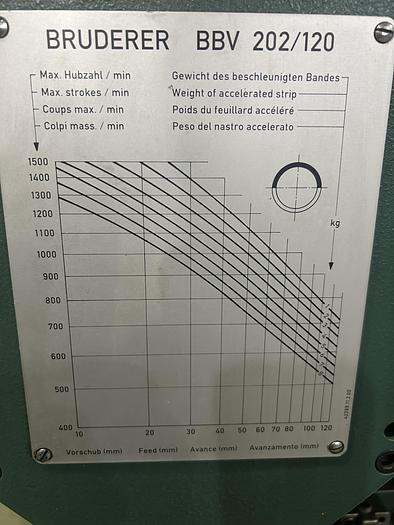 BRUDERER BBV 202/120
Max. Hubzahl / min Gewicht des beschleunigten Bandes
Max. strokes / min Weight of accelerated strip
Coups max. / min Poids du feuillard accéléré
Colpi mass. / min Peso del nastro accelerato
1500
1400
1300
1200
1100
1000
900
800
700
600
500
400
kg
10 20 30 40 50 60 70 80 100 120
Vorschub (mm) Feed (mm) Avance (mm) Avanzamento (mm)